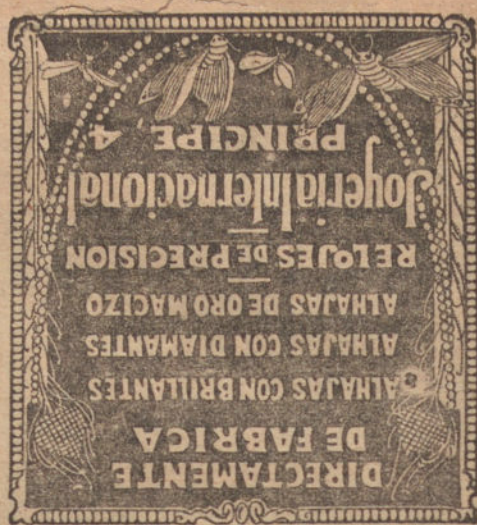 DIRECTAMENTE
DE FABRICA
ALHAJAS CON BRILLANTES
ALHAJAS CON DIAMANTES
ALHAJAS DE ORO MACIZO
RELOJES DE PRECISION
Joyeria Internacional
PRINCIPE, 4